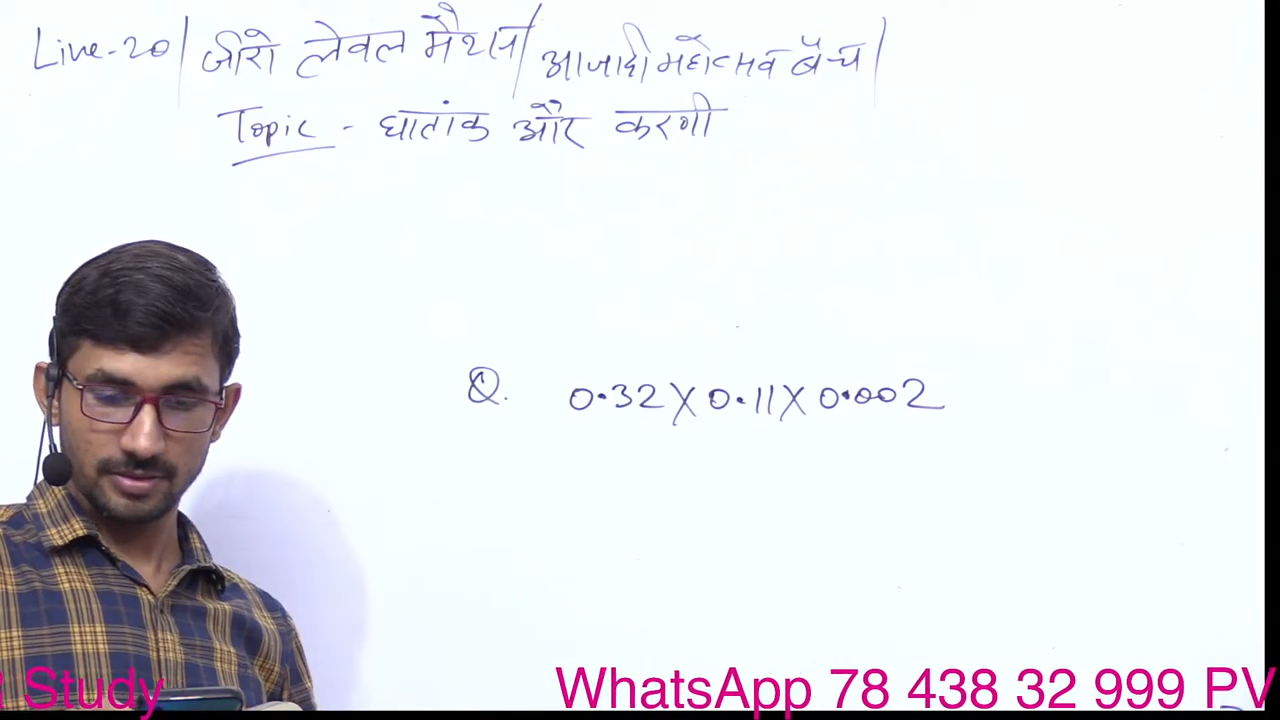 Live-20/ जीरो लेवल मैथ्स/ आजादी महोत्सव बैच/
Topic - घातांक और करणी
Q. 0.32 X 0.11 X 0.002
Study WhatsApp 78 438 32 999 PV